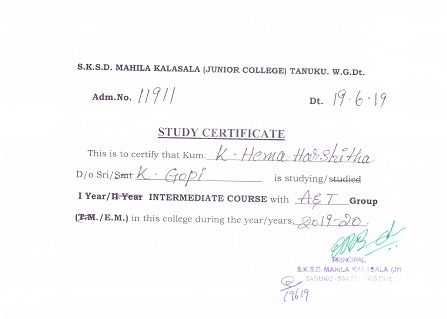 S.K.S.D. MAHILA KALASALA (JUNIOR COLLEGE) TANUKU. W.G.Dt.
Adm.No. 11911 Dt. 19-6-19
STUDY CERTIFICATE
This is to certify that Kum. K. Hema Harshitha
D/o Sri/Smt K. Gopi is studying/studied
I Year/II Year INTERMEDIATE COURSE with A&T Group
(T.M./E.M.) in this college during the year/years, 2019-20.
PRINCIPAL
S.K.S.D. MAHILA KALASALA (Jr)
TANUKU
19619